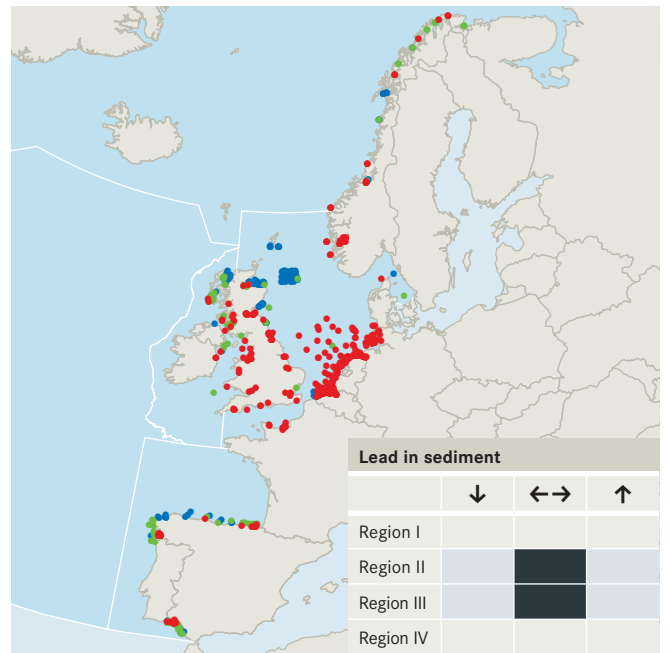 Lead in sediment
↓ ←→ ↑
Region I
Region II
Region III
Region IV